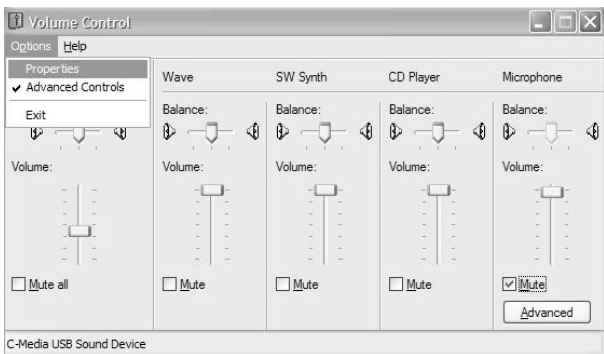 Volume Control
Options Help
Properties
Advanced Controls
Exit
Wave SW Synth CD Player Microphone
Balance: Balance: Balance: Balance:
Volume: Volume: Volume: Volume: Volume:
Mute all Mute Mute Mute Mute
Advanced
C-Media USB Sound Device